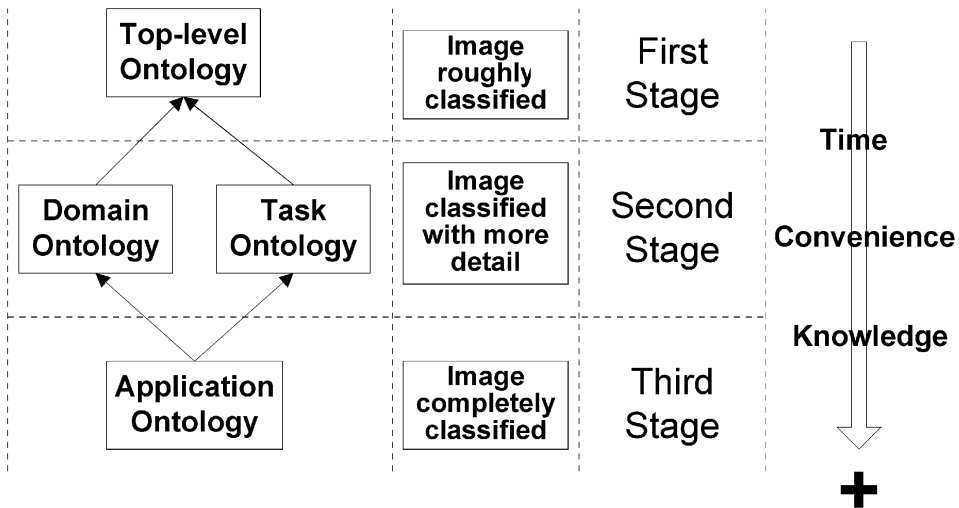 Top-level
Ontology
Image
roughly
classified
First
Stage
Time
Domain
Ontology
Task
Ontology
Image
classified
with more
detail
Second
Stage
Convenience
Knowledge
Application
Ontology
Image
completely
classified
Third
Stage
+